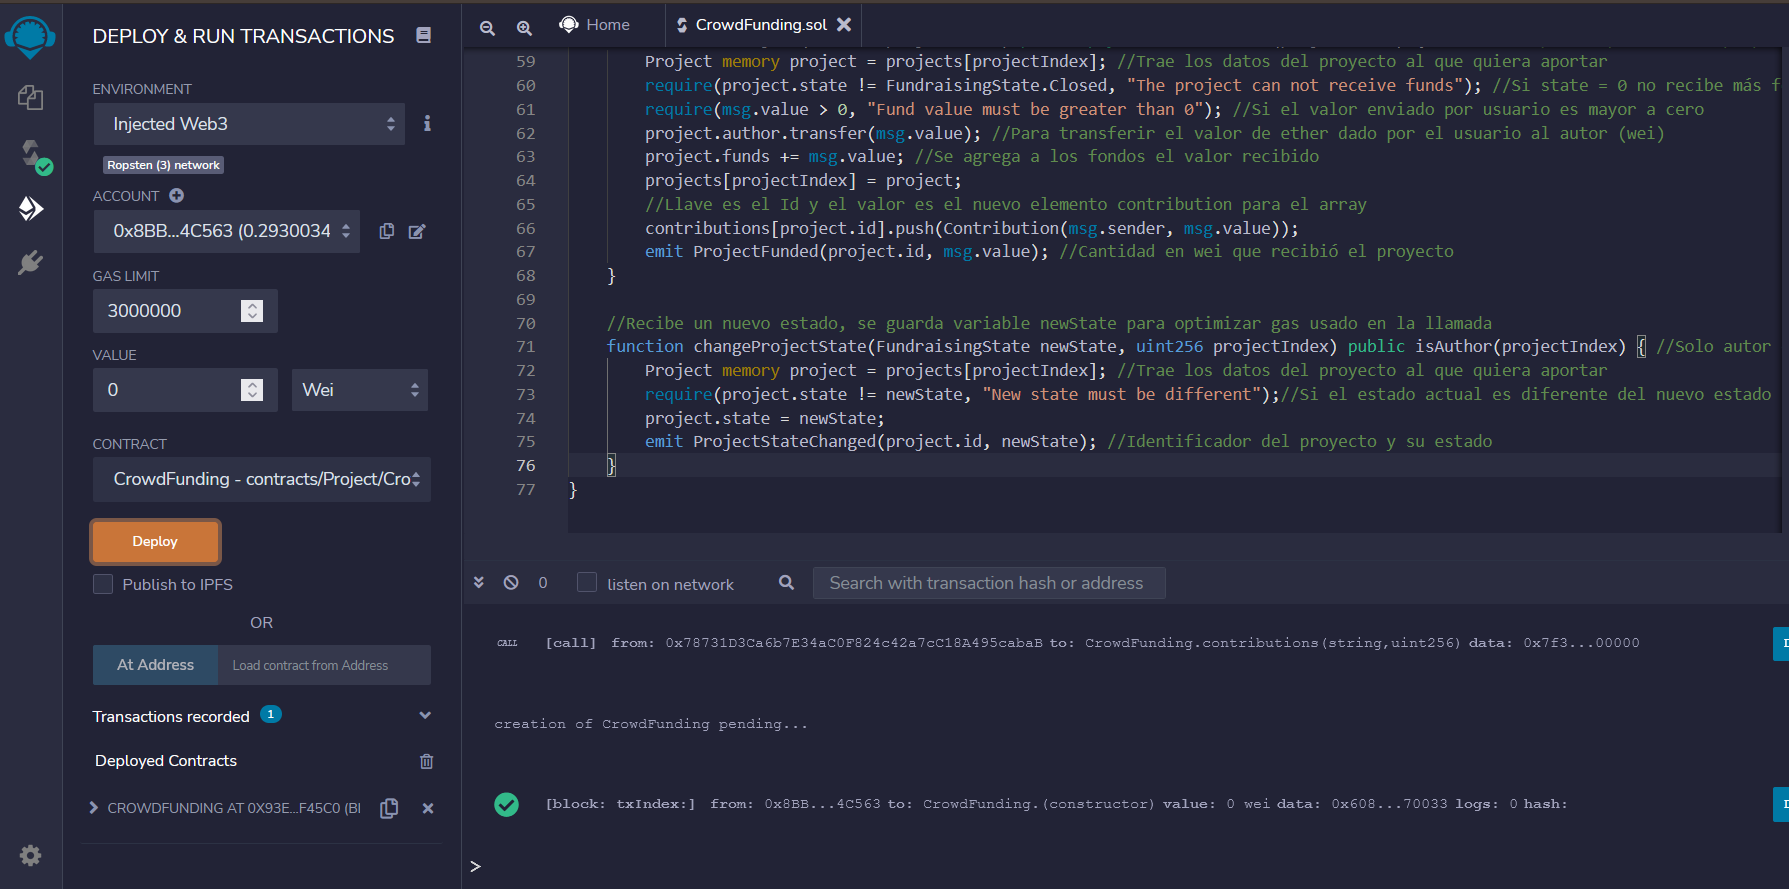 DEPLOY & RUN TRANSACTIONS
ENVIRONMENT
Injected Web3
Ropsten (3) network
ACCOUNT
0x8BB...4C563 (0.2930034
GAS LIMIT
3000000
VALUE
0
Wei
CONTRACT
CrowdFunding - contracts/Project/Cro
Deploy
Publish to IPFS
OR
At Address
Load contract from Address
Transactions recorded 1
Deployed Contracts
CROWDFUNDING AT 0X93E...F45C0 (Bl
Home
CrowdFunding.sol
59 Project memory project = projects[projectIndex]; //Trae los datos del proyecto al que quiera aportar
60 require(project.state != FundraisingState.Closed, "The project can not receive funds"); //Si state = 0 no recibe más f
61 require(msg.value > 0, "Fund value must be greater than 0"); //Si el valor enviado por usuario es mayor a cero
62 project.author.transfer(msg.value); //Para transferir el valor de ether dado por el usuario al autor (wei)
63 project.funds += msg.value; //Se agrega a los fondos el valor recibido
64 projects[projectIndex] = project;
65 //Llave es el Id y el valor es el nuevo elemento contribution para el array
66 contributions[project.id].push(Contribution(msg.sender, msg.value));
67 emit ProjectFunded(project.id, msg.value); //Cantidad en wei que recibió el proyecto
68 }
69
70 //Recibe un nuevo estado, se guarda variable newState para optimizar gas usado en la llamada
71 function changeProjectState(FundraisingState newState, uint256 projectIndex) public isAuthor(projectIndex) { //Solo autor
72 Project memory project = projects[projectIndex]; //Trae los datos del proyecto al que quiera aportar
73 require(project.state != newState, "New state must be different");//Si el estado actual es diferente del nuevo estado
74 project.state = newState;
75 emit ProjectStateChanged(project.id, newState); //Identificador del proyecto y su estado
76 }
77 }
0
listen on network
Search with transaction hash or address
CALL [call] from: 0x78731D3Ca6b7E34aC0F824c42a7cC18A495cabaB to: CrowdFunding.contributions(string,uint256) data: 0x7f3...00000
creation of CrowdFunding pending...
[block: txIndex:] from: 0x8BB...4C563 to: CrowdFunding.(constructor) value: 0 wei data: 0x608...70033 logs: 0 hash:
>